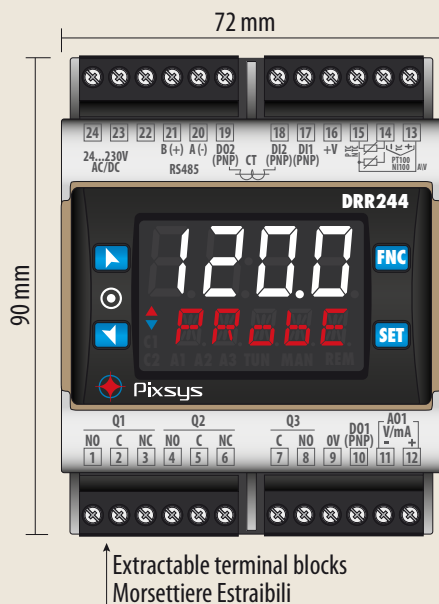 72 mm
90 mm
24 23 22 21 20 19 18 17 16 15 14 13
24...230V
AC/DC
B (+) A (-)
RS485
DO2
(PNP)
CT
DI2
(PNP)
DI1
(PNP)
+V
PT100
NI100
A\V
DRR244
120.0
PRobE
FNC
SET
C1
C2 A1 A2 A3 TUN MAN REM
Pixsys
Q1 Q2 Q3
NO C NC NO C NC C NO 0V DO1
(PNP)
AO1
V/mA
- +
1 2 3 4 5 6 7 8 9 10 11 12
Extractable terminal blocks
Morsettiere Estraibili